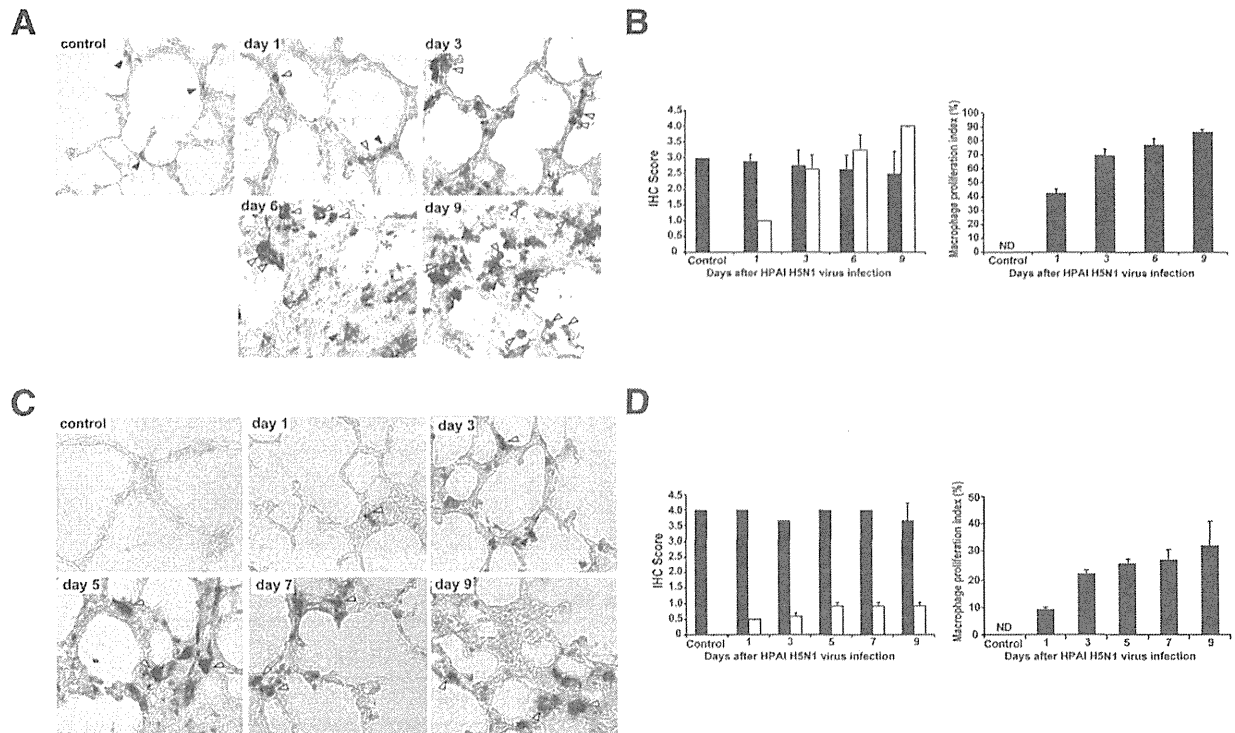 A
control
day 1
day 3
day 6
day 9
B
IHC Score
4.5
4.0
3.5
3.0
2.5
2.0
1.5
1.0
0.5
0
Control 1 3 6 9
Days after HPAI H5N1 virus infection
Macrophage proliferation index (%)
100
90
80
70
60
50
40
30
20
10
0
ND
Control 1 3 6 9
Days after HPAI H5N1 virus infection
C
control
day 1
day 3
day 5
day 7
day 9
D
IHC Score
4.5
4.0
3.5
3.0
2.5
2.0
1.5
1.0
0.5
0
Control 1 3 5 7 9
Days after HPAI H5N1 virus infection
Macrophage proliferation index (%)
50
40
30
20
10
0
ND
Control 1 3 5 7 9
Days after HPAI H5N1 virus infection